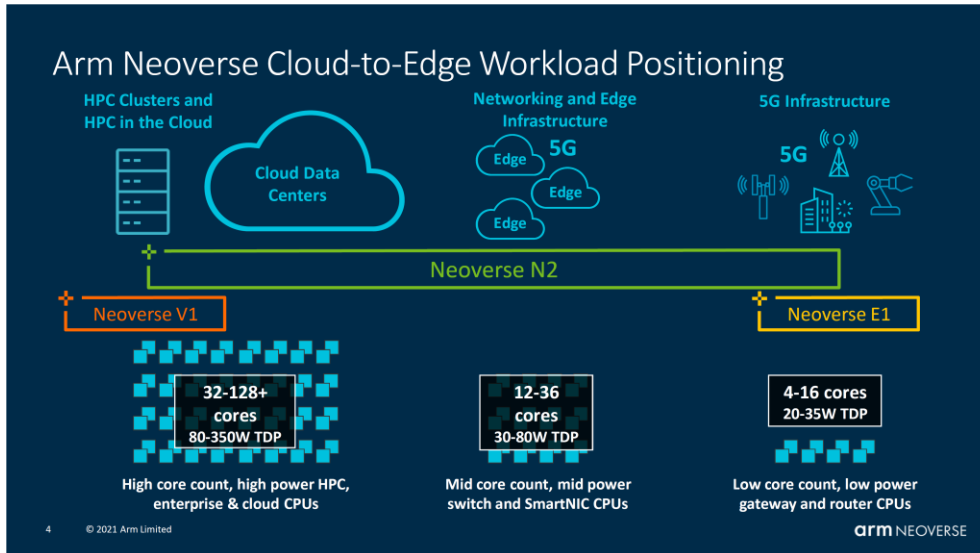 Arm Neoverse Cloud-to-Edge Workload Positioning
HPC Clusters and
HPC in the Cloud
Cloud Data
Centers
Networking and Edge
Infrastructure
Edge
5G
Edge
Edge
5G Infrastructure
5G
Neoverse N2
Neoverse V1
Neoverse E1
32-128+
cores
80-350W TDP
High core count, high power HPC,
enterprise & cloud CPUs
12-36
cores
30-80W TDP
Mid core count, mid power
switch and SmartNIC CPUs
4-16 cores
20-35W TDP
Low core count, low power
gateway and router CPUs
4 © 2021 Arm Limited
arm NEOVERSE